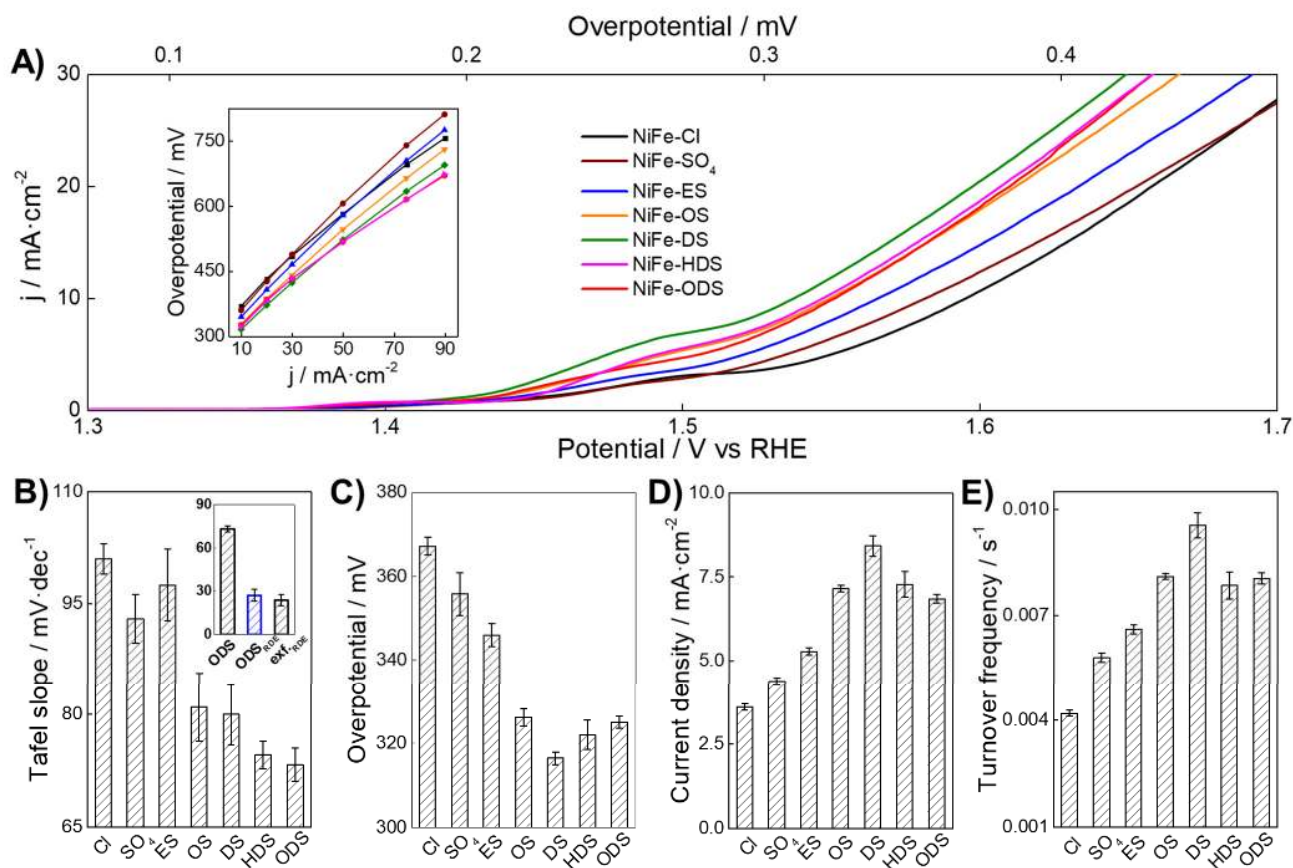 Overpotential / mV
0.1 0.2 0.3 0.4
A)
30
20
10
0
j / mA·cm-2
1.3 1.4 1.5 1.6 1.7
Potential / V vs RHE
NiFe-Cl
NiFe-SO4
NiFe-ES
NiFe-OS
NiFe-DS
NiFe-HDS
NiFe-ODS
Overpotential / mV
750
600
450
300
10 30 50 70 90
j / mA·cm-2
B)
Tafel slope / mV·dec-1
110
95
80
65
Cl SO4 ES OS DS HDS ODS
90
60
30
0
ODS ODSRDE exf.RDE
C)
Overpotential / mV
380
360
340
320
300
Cl SO4 ES OS DS HDS ODS
D)
Current density / mA·cm-2
10.0
7.5
5.0
2.5
0.0
Cl SO4 ES OS DS HDS ODS
E)
Turnover frequency / s-1
0.010
0.007
0.004
0.001
Cl SO4 ES OS DS HDS ODS